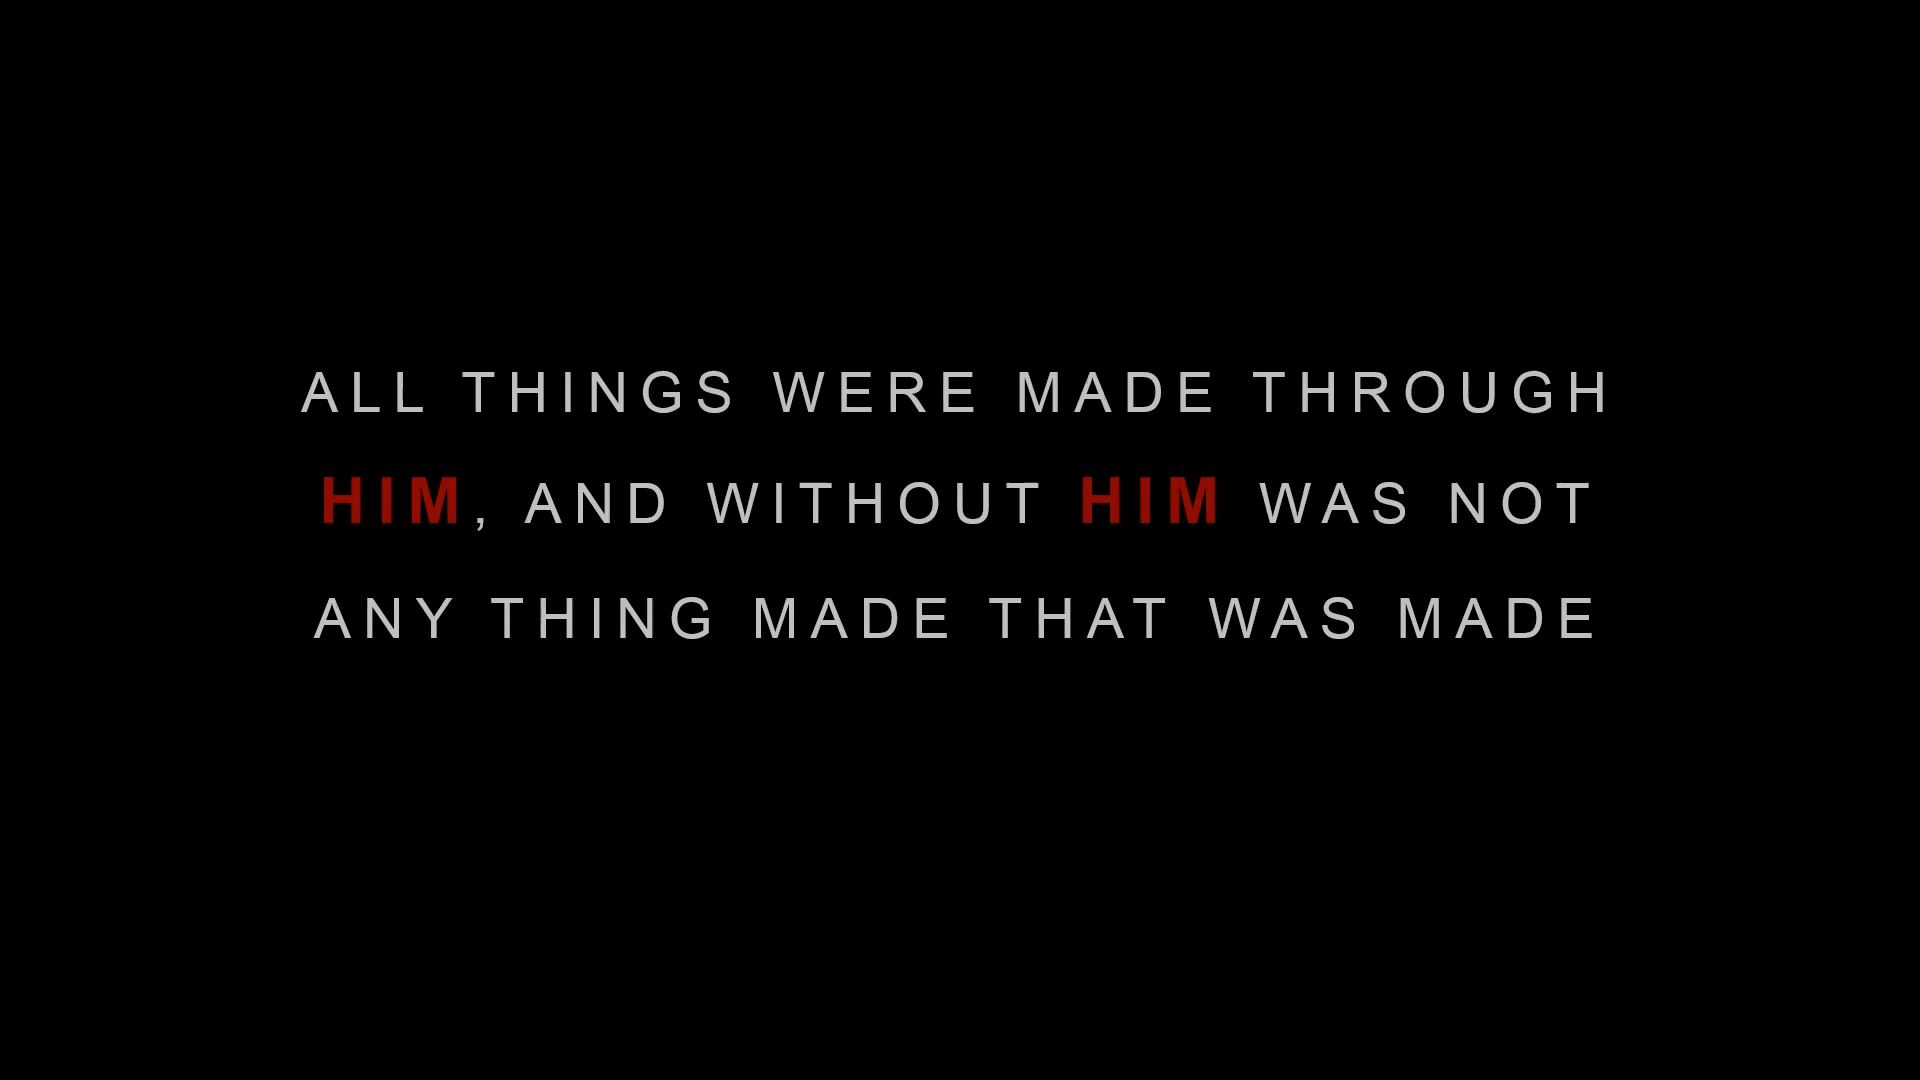 ALL THINGS WERE MADE THROUGH
HIM, AND WITHOUT HIM WAS NOT
ANY THING MADE THAT WAS MADE